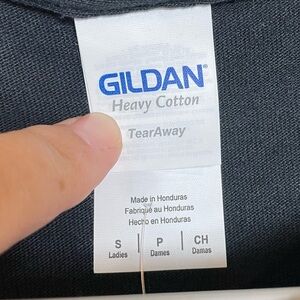 GILDAN®
Heavy Cotton
TearAway
Made in Honduras
Fabriqué au Honduras
Hecho en Honduras
S | P | CH
Ladies | Dames | Damas